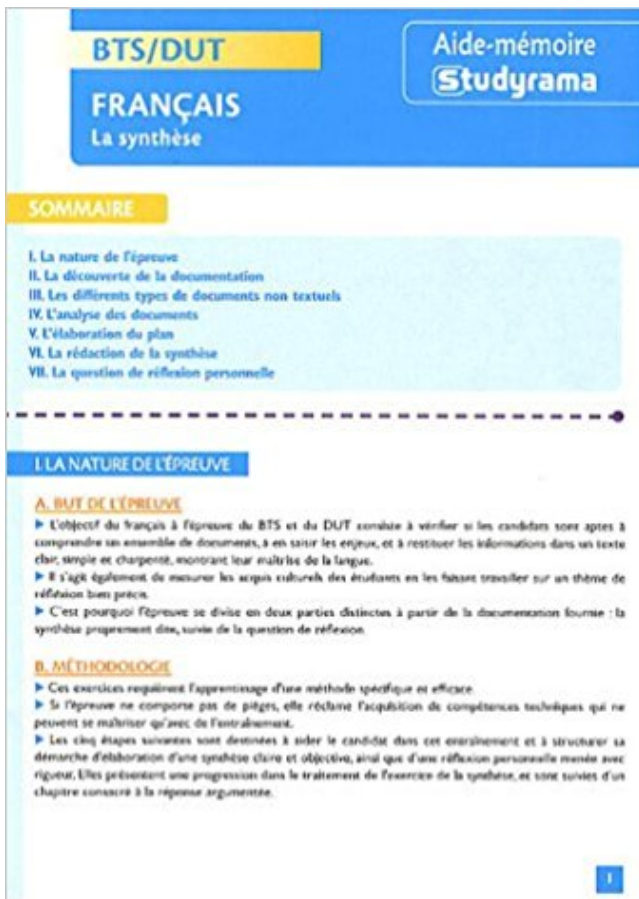 BTS/DUT
Aide-mémoire
Studyrama
FRANÇAIS
La synthèse
SOMMAIRE
I. La nature de l'épreuve
II. La découverte de la documentation
III. Les différents types de documents non textuels
IV. L'analyse des documents
V. L'élaboration du plan
VI. La rédaction de la synthèse
VII. La question de réflexion personnelle
I. LA NATURE DE L'ÉPREUVE
A. BUT DE L'ÉPREUVE
► L'objectif du français à l'épreuve du BTS et du DUT consiste à vérifier si les candidats sont aptes à
comprendre un ensemble de documents, à en saisir les enjeux, et à restituer les informations dans un texte
clair, simple et charpenté, montrant leur maîtrise de la langue.
► Il s'agit également de mesurer les acquis culturels des étudiants en les faisant travailler sur un thème de
réflexion bien précis.
► C'est pourquoi l'épreuve se divise en deux parties distinctes à partir de la documentation fournie : la
synthèse proprement dite, suivie de la question de réflexion.
B. MÉTHODOLOGIE
► Ces exercices requièrent l'apprentissage d'une méthode spécifique et efficace.
► Si l'épreuve ne comporte pas de pièges, elle réclame l'acquisition de compétences techniques qui ne
peuvent se maîtriser qu'avec de l'entraînement.
► Les cinq étapes suivantes sont destinées à aider le candidat dans cet entraînement et à structurer sa
démarche d'élaboration d'une synthèse claire et objective, ainsi que d'une réflexion personnelle menée avec
rigueur. Elles présentent une progression dans le traitement de l'exercice de la synthèse, et sont suivies d'un
chapitre consacré à la réponse argumentée.
1